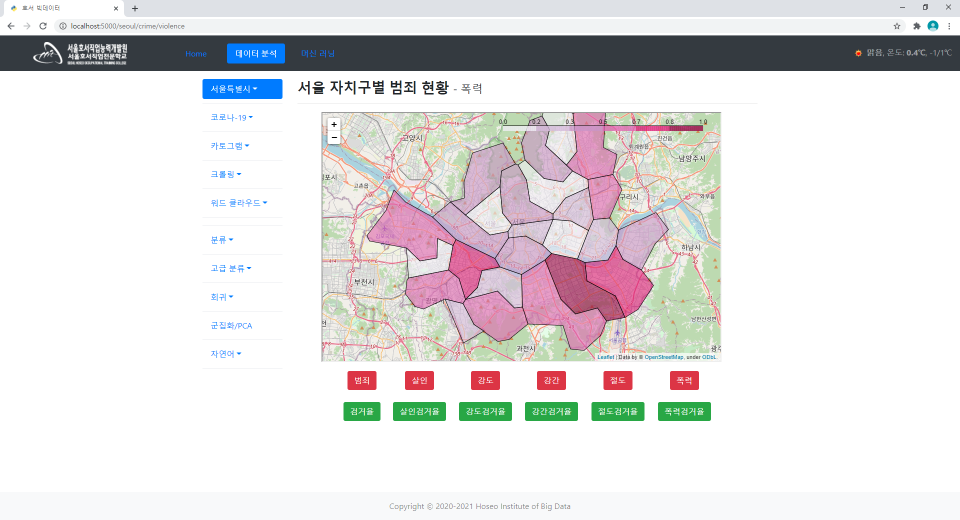 호서 빅데이터
localhost:5000/seoul/crime/violence
서울호서직업능력개발원
서울호서직업전문학교
Home
데이터 분석
머신 러닝
맑음, 온도: 0.4℃, -1/1℃
서울특별시
코로나-19
카토그램
크롤링
워드 클라우드
분류
고급 분류
회귀
군집화/PCA
자연어
서울 자치구별 범죄 현황 - 폭력
+
−
0.0 0.2 0.3 0.5 0.7 0.8 1.0
고양시
남양주시
구리시
하남시
부천시
과천시
Leaflet | Data by © OpenStreetMap, under ODbL.
범죄 살인 강도 강간 절도 폭력
검거율 살인검거율 강도검거율 강간검거율 절도검거율 폭력검거율
Copyright © 2020-2021 Hoseo Institute of Big Data